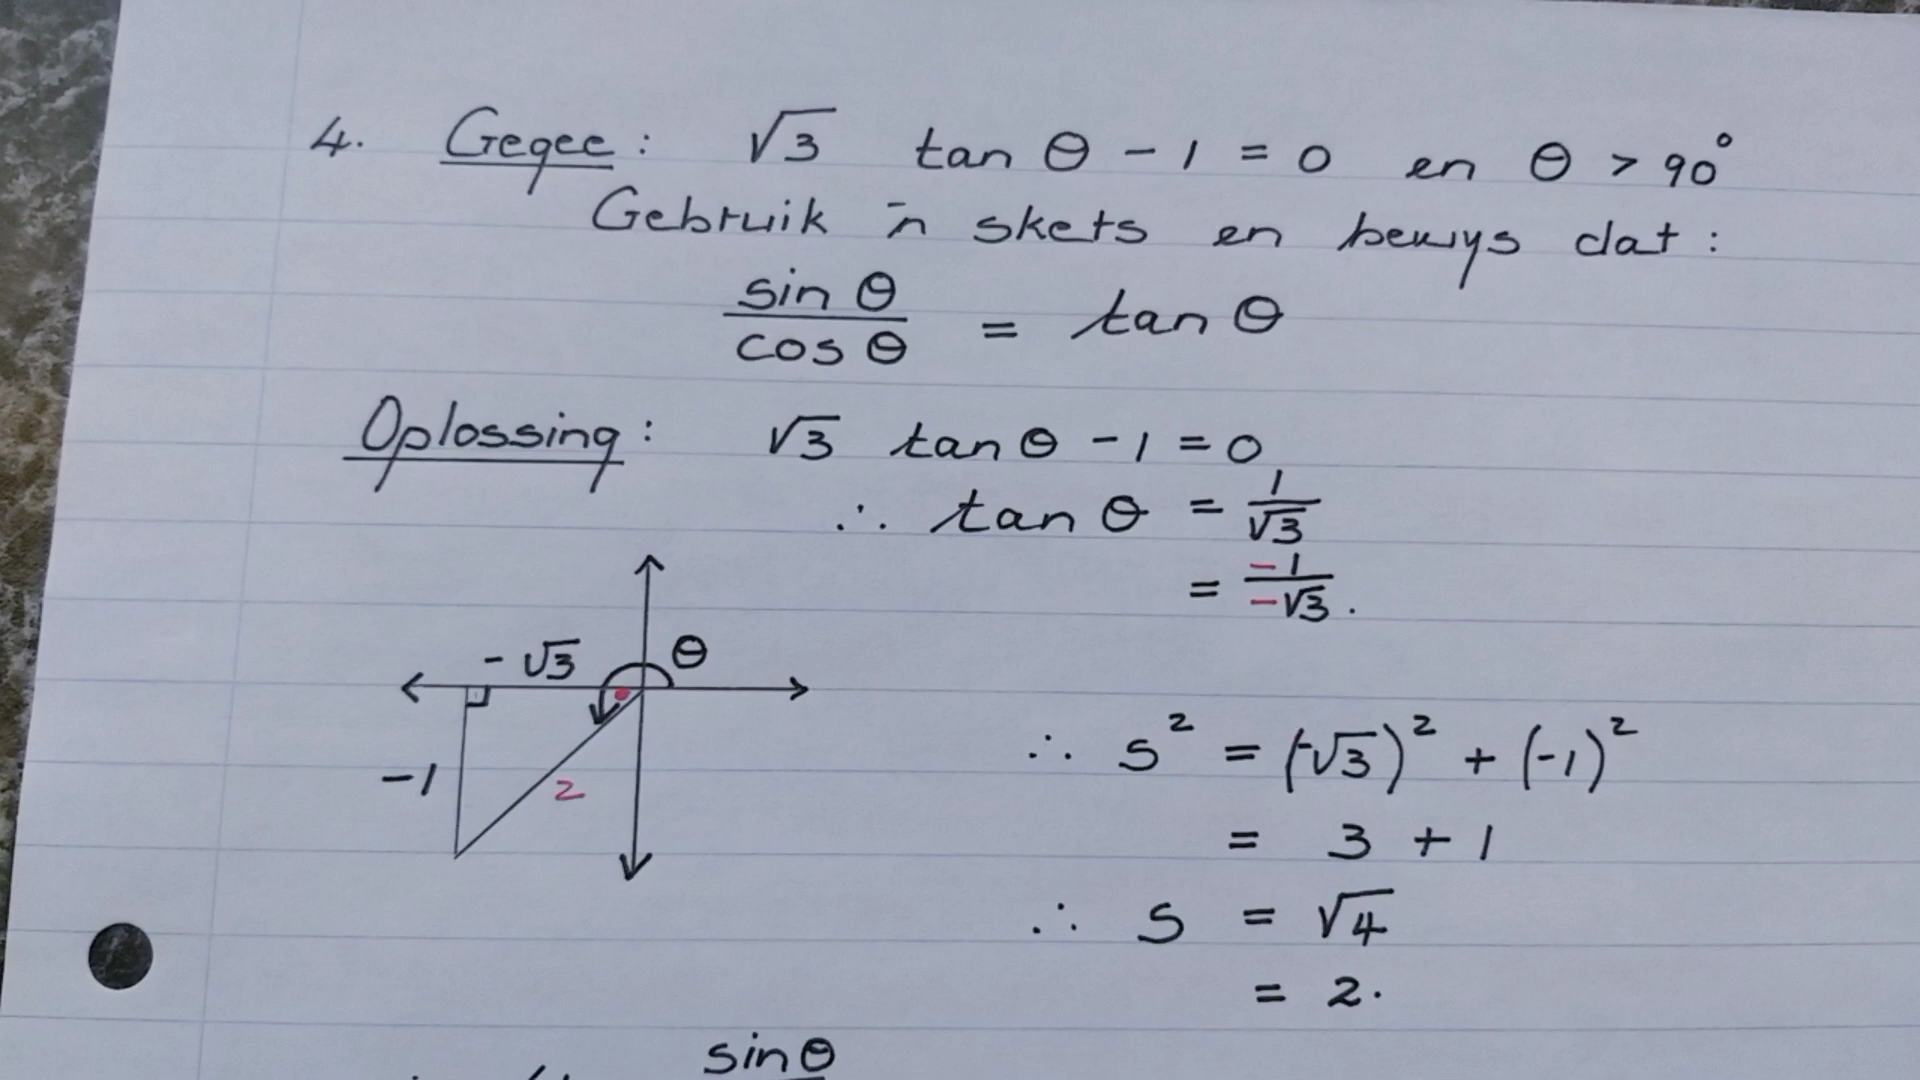 4. Gegee: √3 tan θ - 1 = 0 en θ > 90°
Gebruik 'n skets en bewys dat:
sin θ
cos θ
= tan θ
Oplossing: √3 tan θ - 1 = 0
∴ tan θ = 1/√3
= -1/-√3.
-√3
θ
-1
2
∴ s² = (-√3)² + (-1)²
= 3 + 1
∴ s = √4
= 2.
sin θ